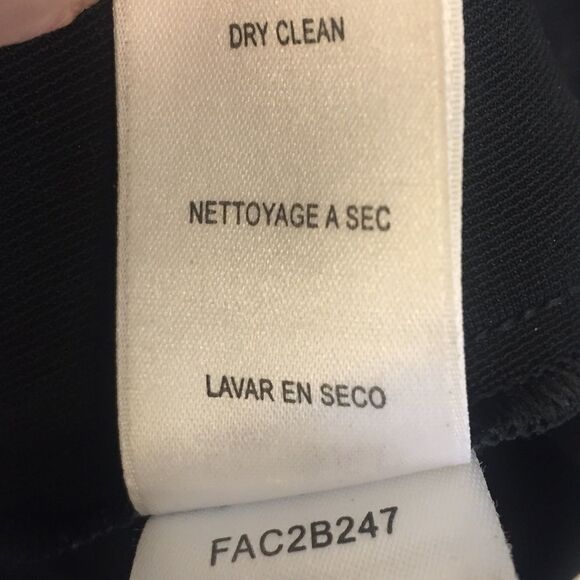 DRY CLEAN
NETTOYAGE A SEC
LAVAR EN SECO
FAC2B247